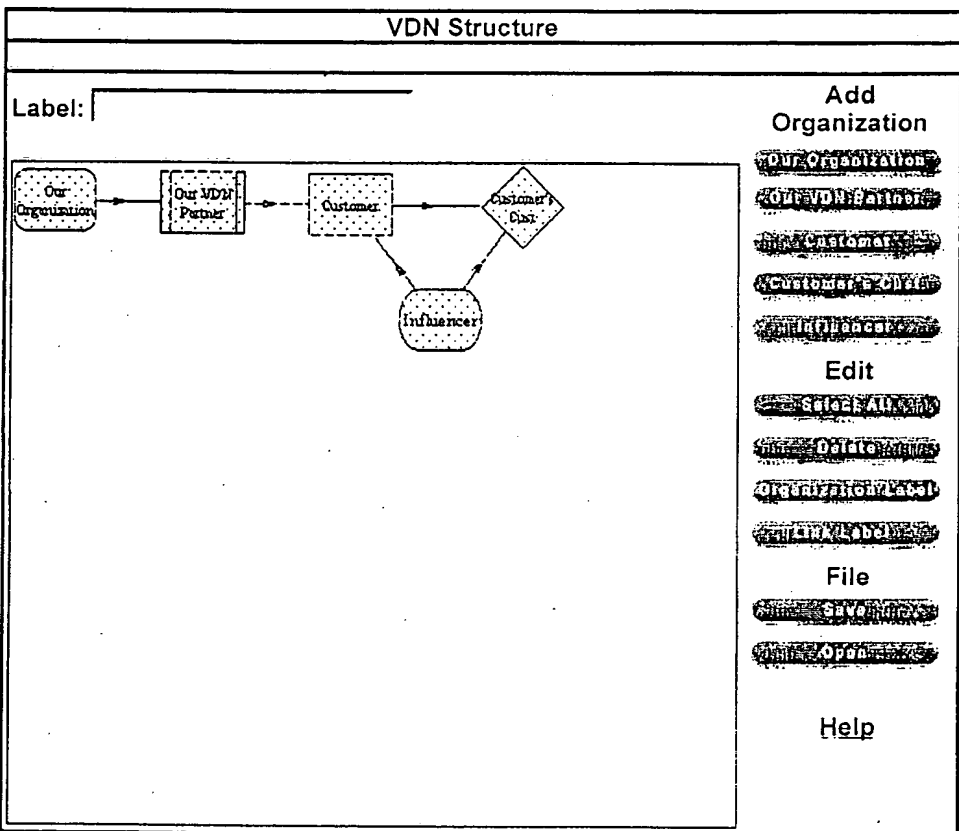 VDN Structure
Label:
Add
Organization
Our Organization
Our VDN Partner
Customer
Customer's Cust
Influencer
Edit
Select All
Delete
Organization Label
Link Label
File
Save
Open
Help
Our
Organization
Our VDN
Partner
Customer
Customer's
Cust
Influencer